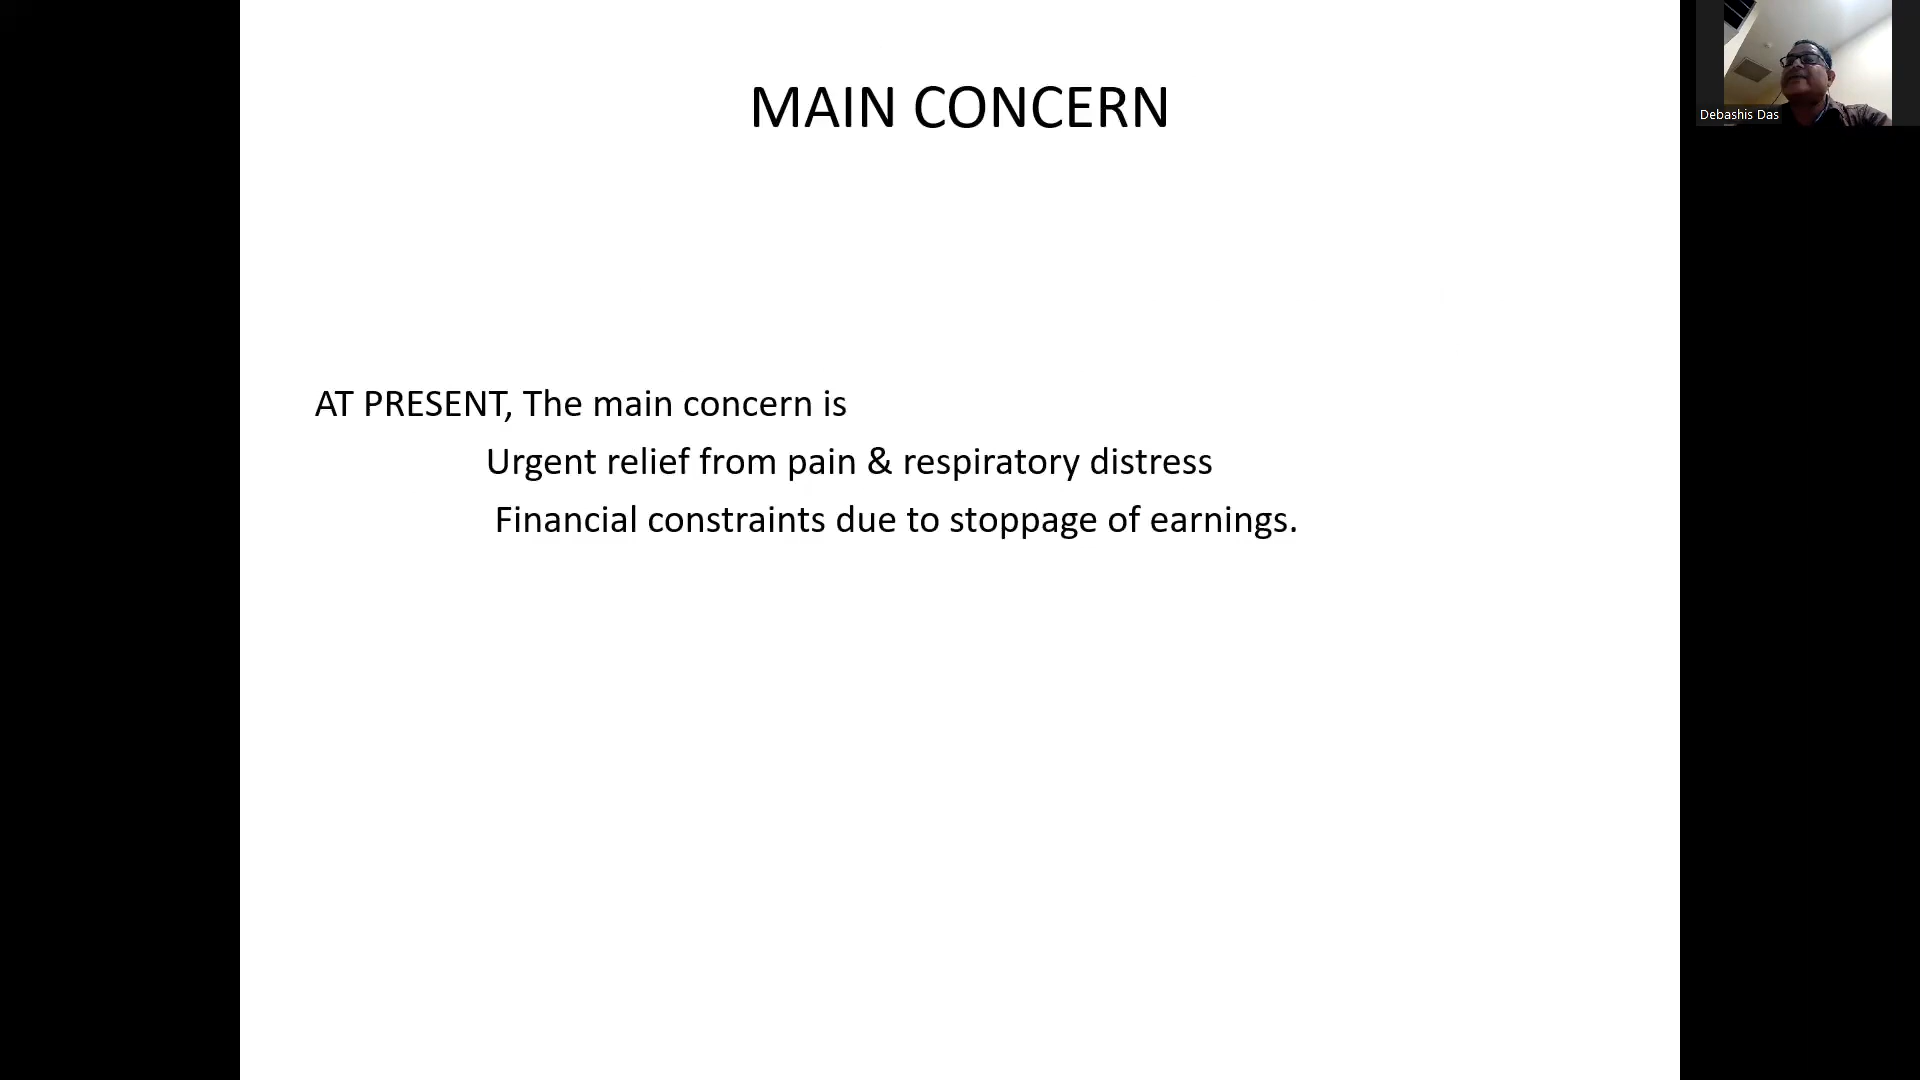 MAIN CONCERN
Debashis Das
AT PRESENT, The main concern is
Urgent relief from pain & respiratory distress
Financial constraints due to stoppage of earnings.